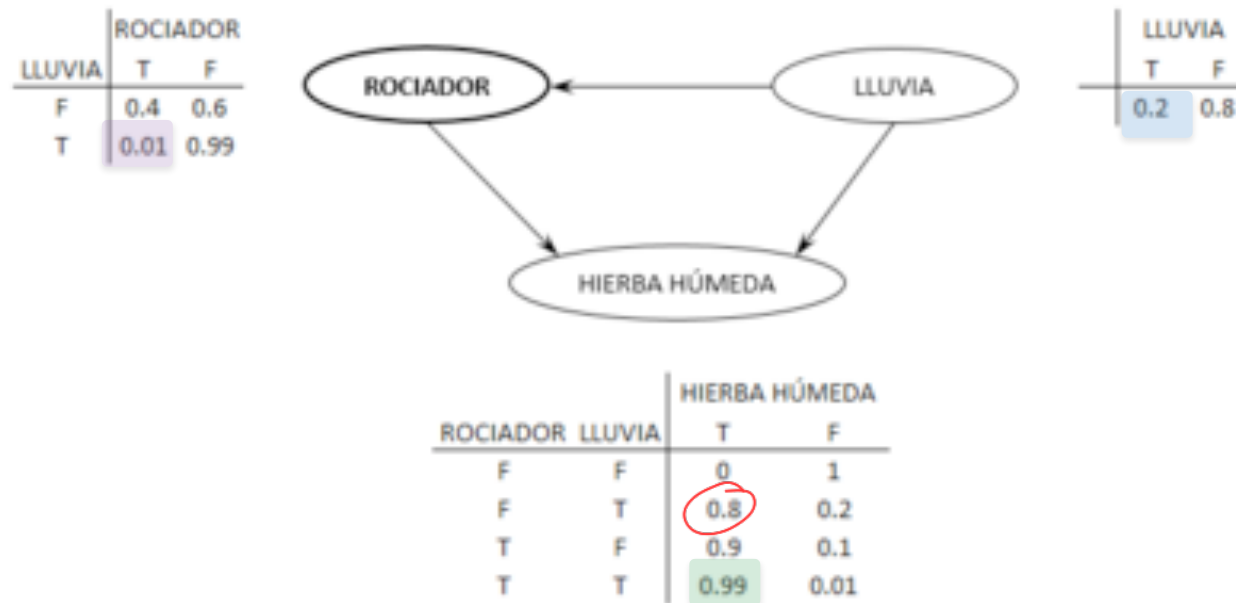 ROCIADOR
LLUVIA T F
F 0.4 0.6
T 0.01 0.99
ROCIADOR
LLUVIA
LLUVIA
T F
0.2 0.8
HIERBA HÚMEDA
HIERBA HÚMEDA
ROCIADOR LLUVIA T F
F F 0 1
F T 0.8 0.2
T F 0.9 0.1
T T 0.99 0.01